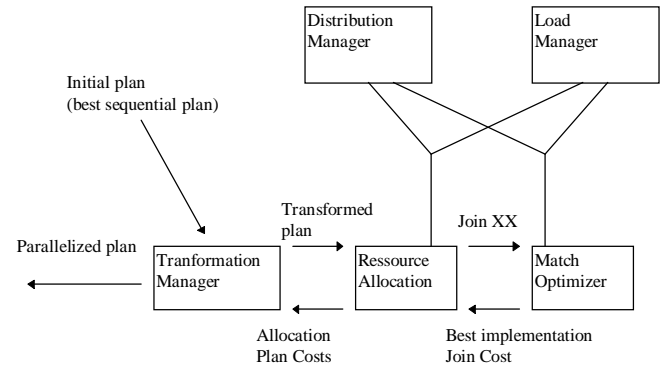 Distribution
Manager
Load
Manager
Initial plan
(best sequential plan)
Transformed
plan
Join XX
Parallelized plan
Tranformation
Manager
Ressource
Allocation
Match
Optimizer
Allocation
Plan Costs
Best implementation
Join Cost